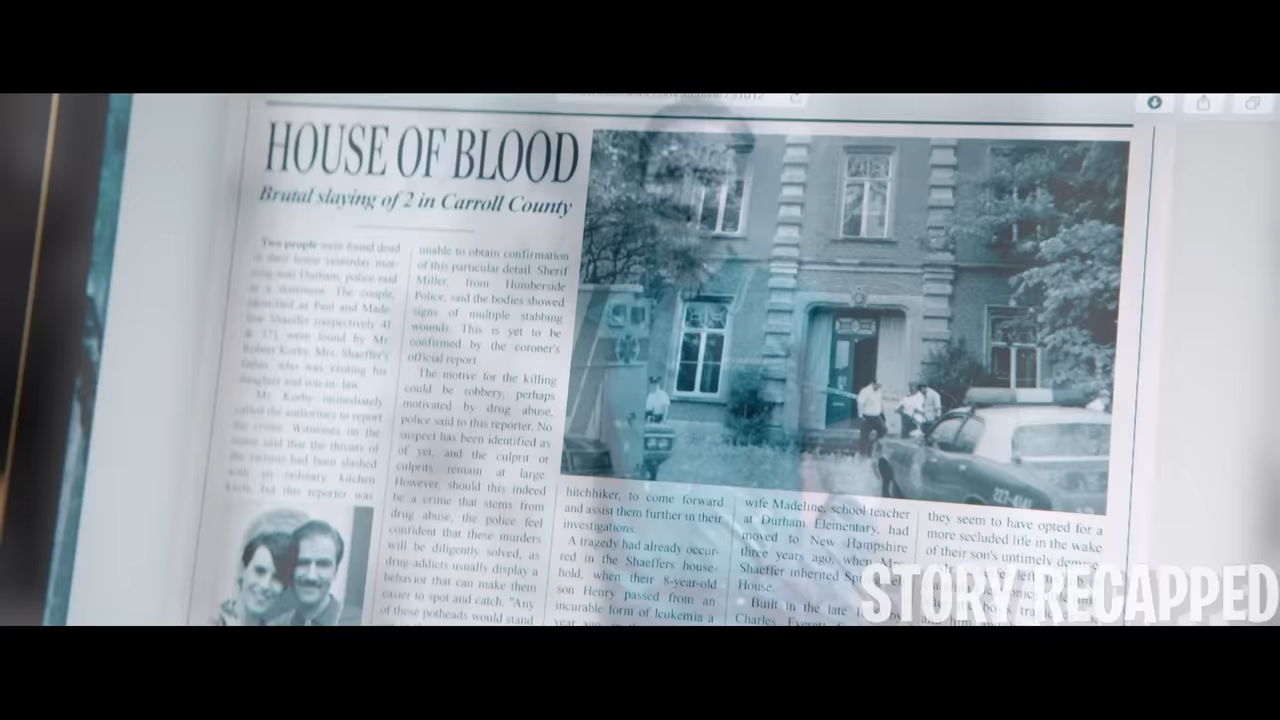 HOUSE OF BLOOD
Brutal slaying of 2 in Carroll County
Two people were found dead
in their home yesterday mor-
ning near Durham, police said
in a statement. The couple,
identified as Paul and Made
line Shaeffer (respectively 41
& 37), were found by Mr
Robert Korby, Mrs. Shaeffer's
father, who was visiting his
daughter and son-in-law.
Mr. Korby immediately
called the authorities to report
the crime. Witnesses on the
said that the throats of
the victims had been slashed
with an ordinary kitchen
knife, but this reporter was
unable to obtain confirmation
of this particular detail. Sherif
Miller, from Humberside
Police, said the bodies showed
signs of multiple stabbing
wounds. This is yet to be
confirmed by the coroner's
official report.
The motive for the killing
could be robbery, perhaps
motivated by drug abuse,
police said to this reporter. No
suspect has been identified as
of yet, and the culprit or
culprits remain at large.
However, should this indeed
be a crime that stems from
drug abuse, the police feel
confident that these murders
will be diligently solved, as
drug-addicts usually display a
behavior that can make them
easier to spot and catch. "Any
of these potheads would stand
hitchhiker, to come forward
and assist them further in their
investigations.
A tragedy had already occur-
red in the Shaeffers house-
hold, when their 8-year-old
son Henry passed from an
incurable form of leukemia a
year
wife Madeline, school teacher
at Durham Elementary, had
moved to New Hampshire
three years ago, when
Shaeffer inherited
House.
Built in the late
Charles
they seem to have opted for a
more secluded life in the wake
of their son's untimely demise
227-4141
STORY RECAPPED